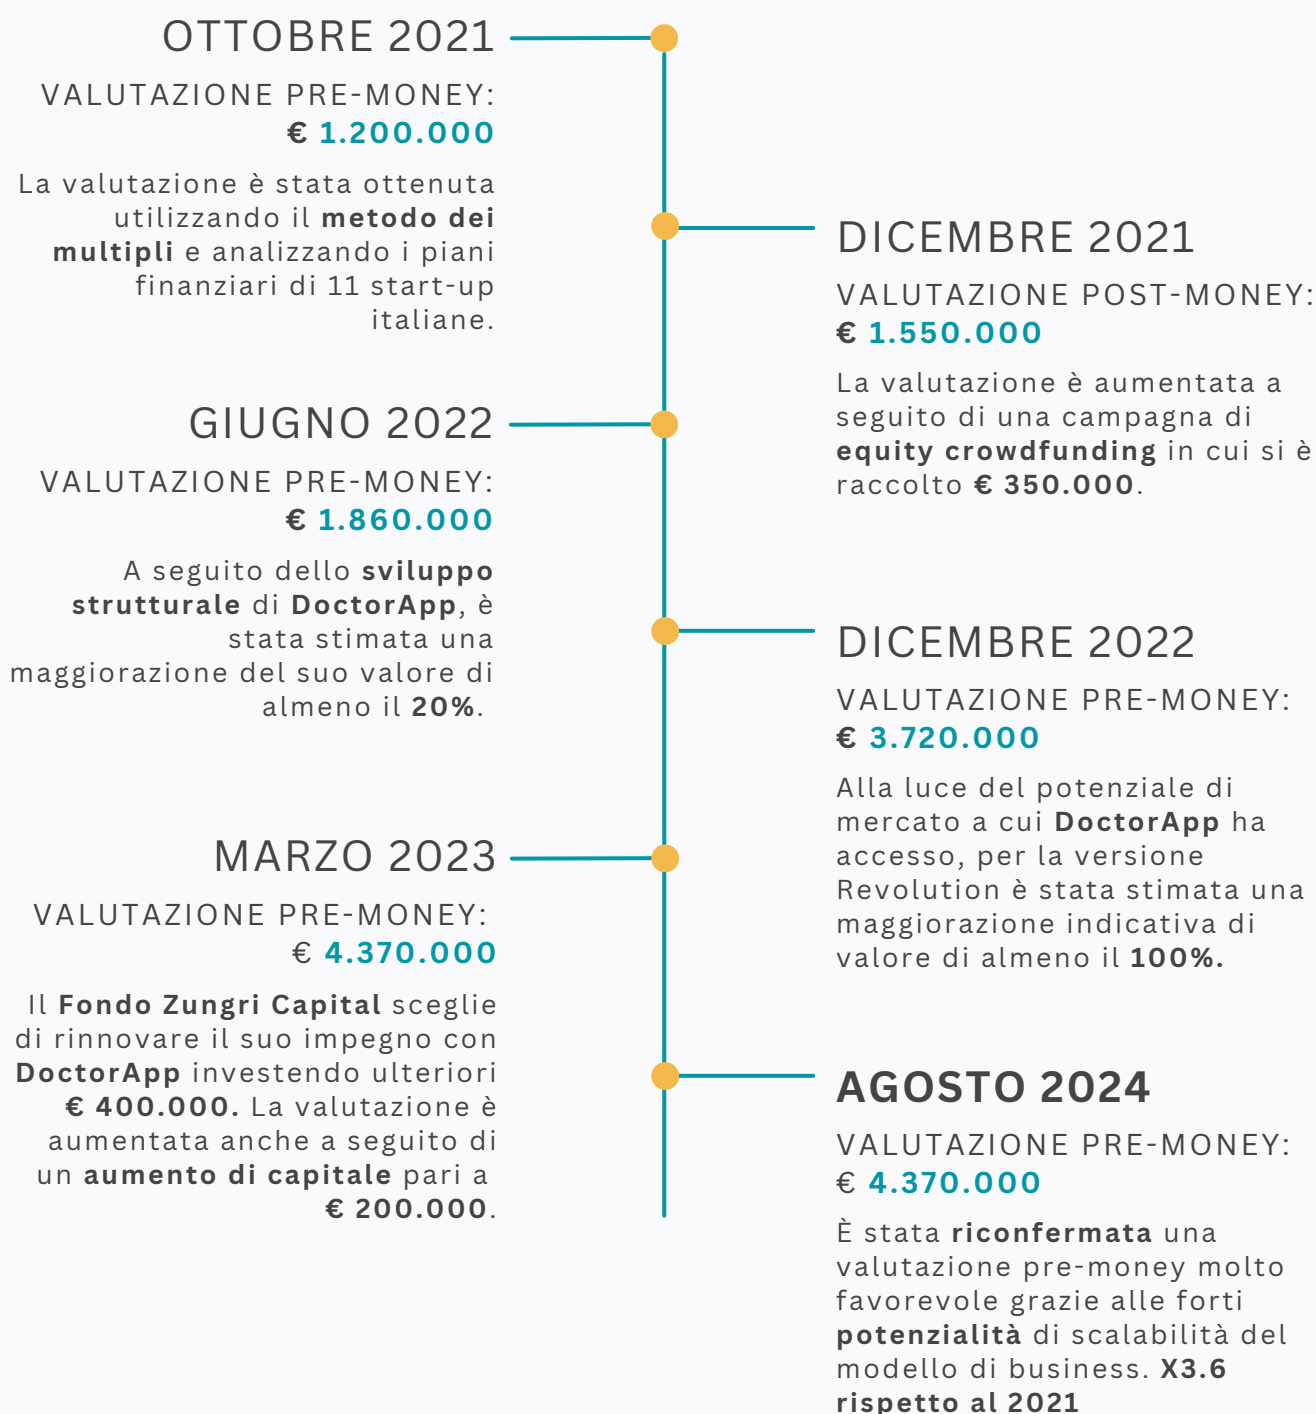 OTTOBRE 2021
VALUTAZIONE PRE-MONEY:
€ 1.200.000
La valutazione è stata ottenuta
utilizzando il metodo dei
multipli e analizzando i piani
finanziari di 11 start-up
italiane.
DICEMBRE 2021
VALUTAZIONE POST-MONEY:
€ 1.550.000
La valutazione è aumentata a
seguito di una campagna di
equity crowdfunding in cui si è
raccolto € 350.000.
GIUGNO 2022
VALUTAZIONE PRE-MONEY:
€ 1.860.000
A seguito dello sviluppo
strutturale di DoctorApp, è
stata stimata una
maggiorazione del suo valore di
almeno il 20%.
DICEMBRE 2022
VALUTAZIONE PRE-MONEY:
€ 3.720.000
Alla luce del potenziale di
mercato a cui DoctorApp ha
accesso, per la versione
Revolution è stata stimata una
maggiorazione indicativa di
valore di almeno il 100%.
MARZO 2023
VALUTAZIONE PRE-MONEY:
€ 4.370.000
Il Fondo Zungri Capital sceglie
di rinnovare il suo impegno con
DoctorApp investendo ulteriori
€ 400.000. La valutazione è
aumentata anche a seguito di
un aumento di capitale pari a
€ 200.000.
AGOSTO 2024
VALUTAZIONE PRE-MONEY:
€ 4.370.000
È stata riconfermata una
valutazione pre-money molto
favorevole grazie alle forti
potenzialità di scalabilità del
modello di business. X3.6
rispetto al 2021